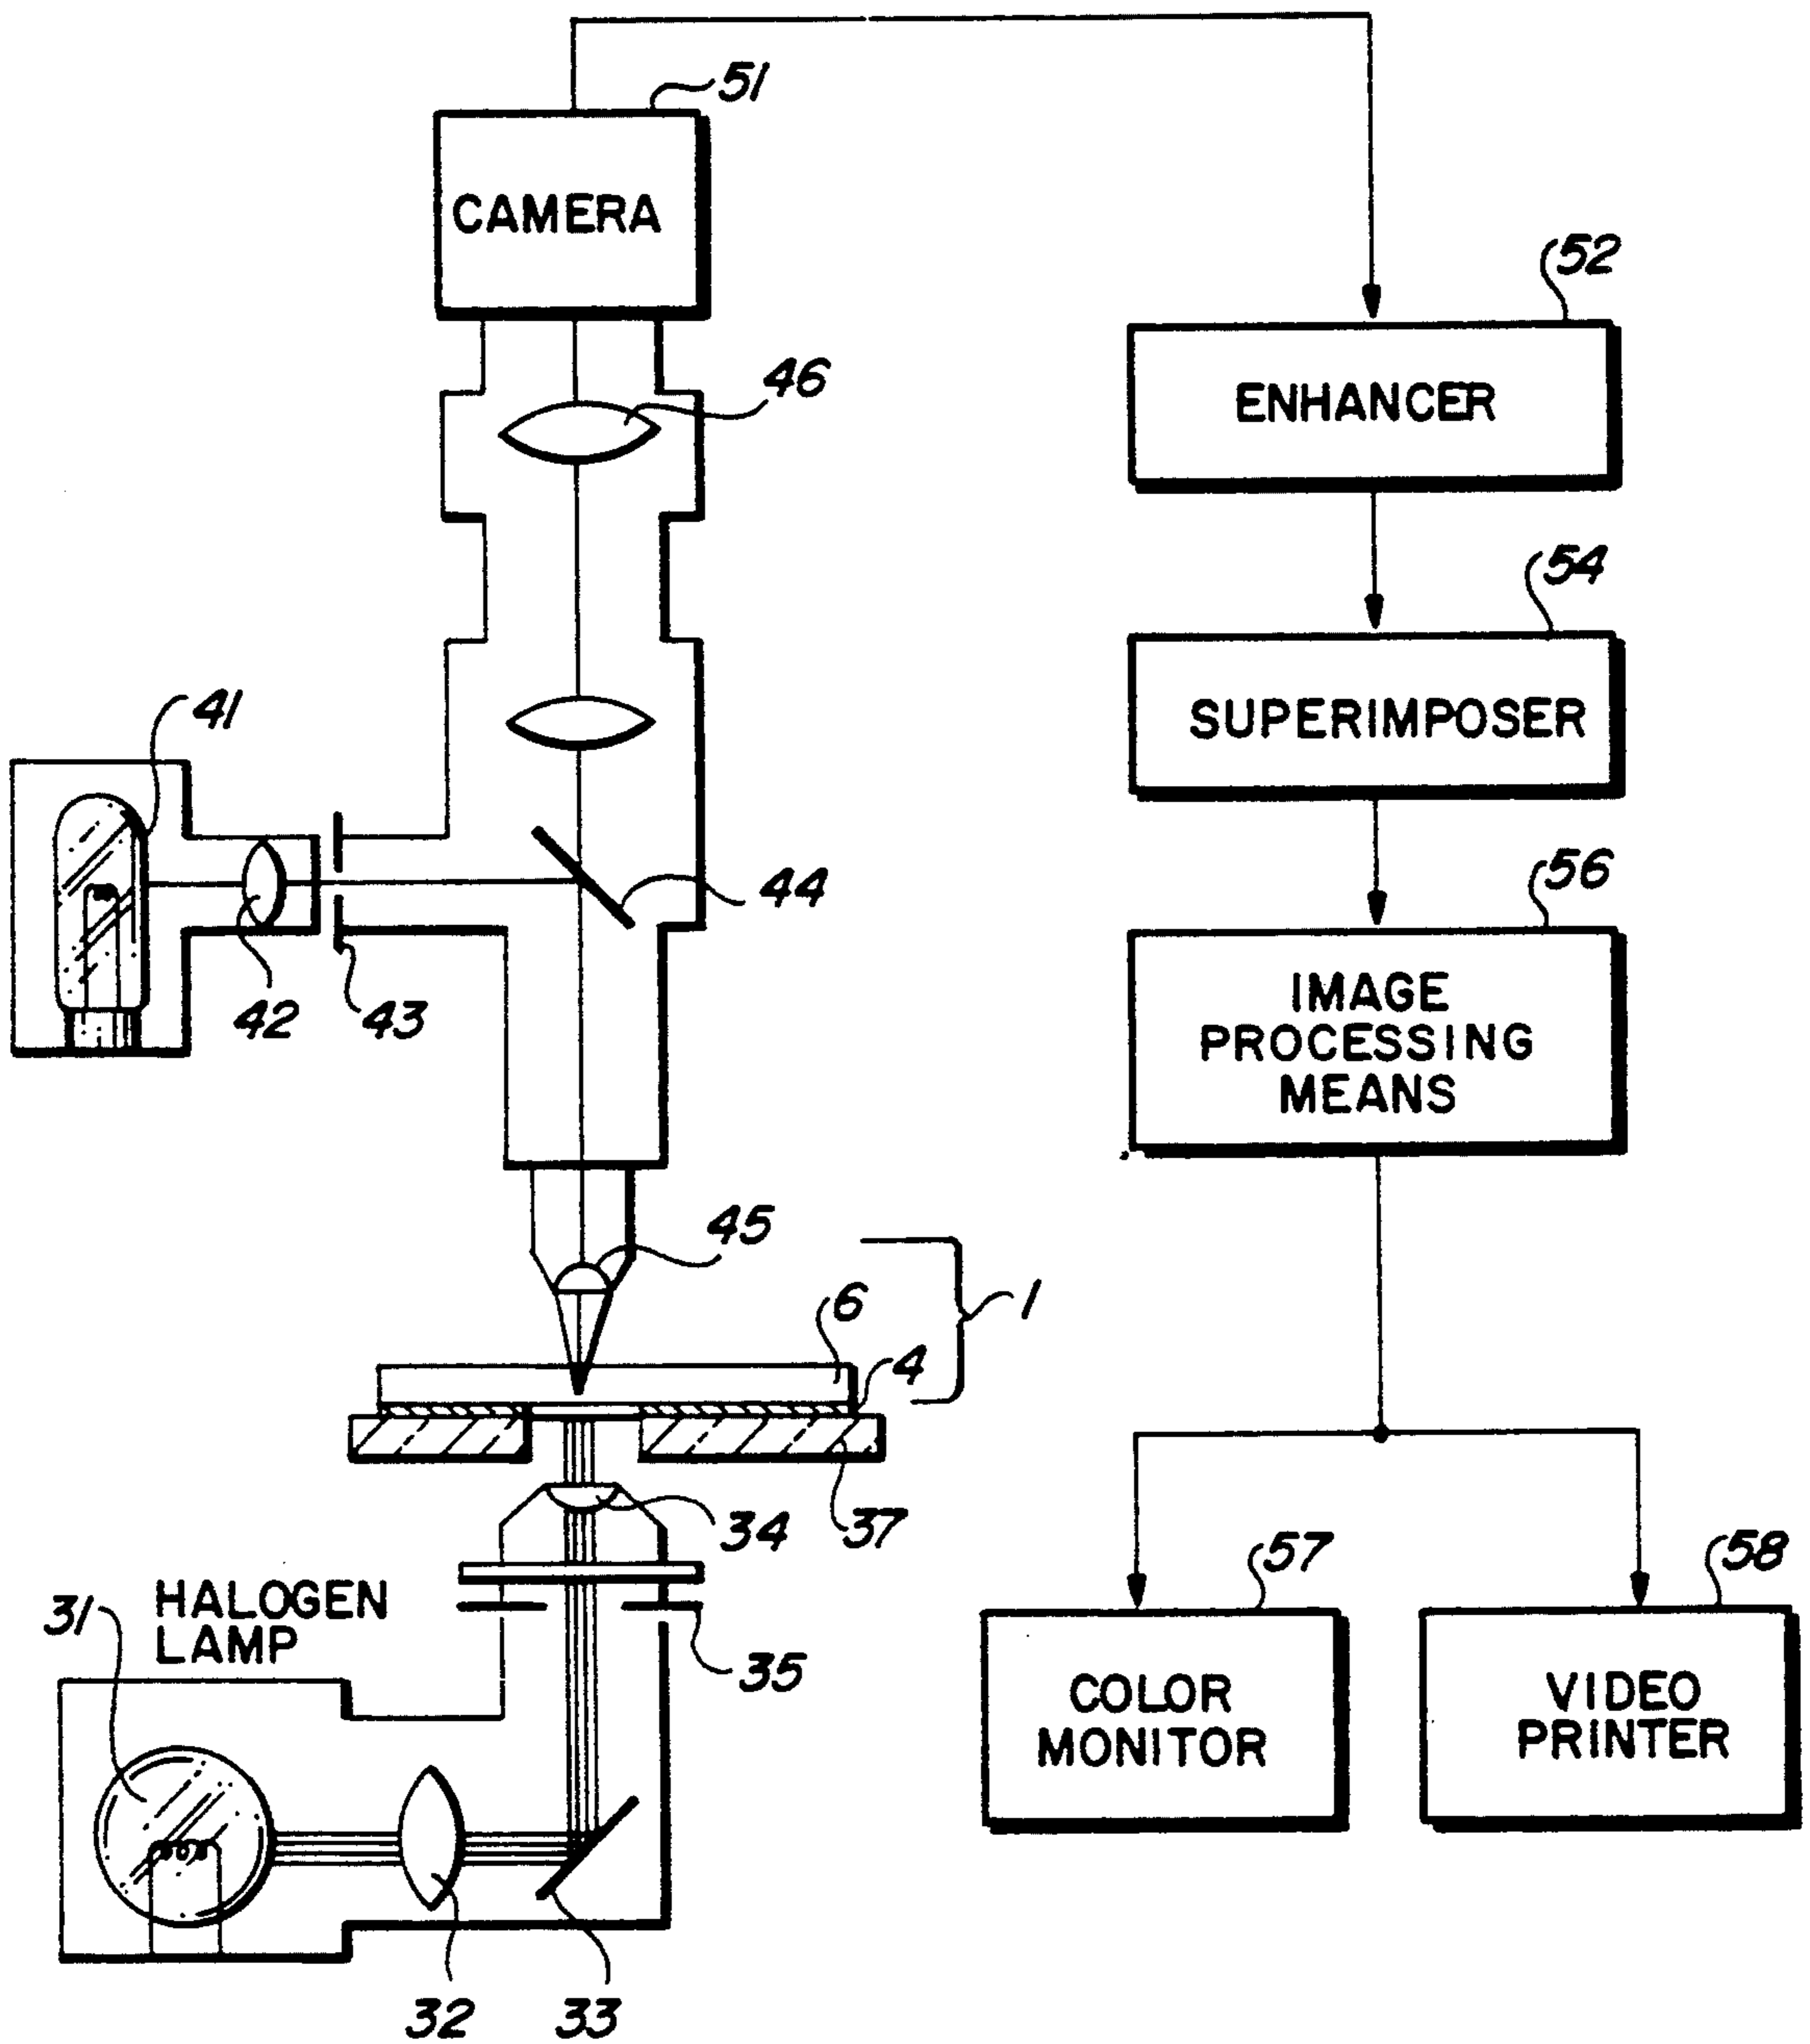 51
CAMERA
52
46
ENHANCER
54
41
SUPERIMPOSER
44
56
42
43
IMAGE
PROCESSING
MEANS
45
6
1
4
34
37
57
58
HALOGEN
LAMP
31
35
COLOR
MONITOR
VIDEO
PRINTER
32
33